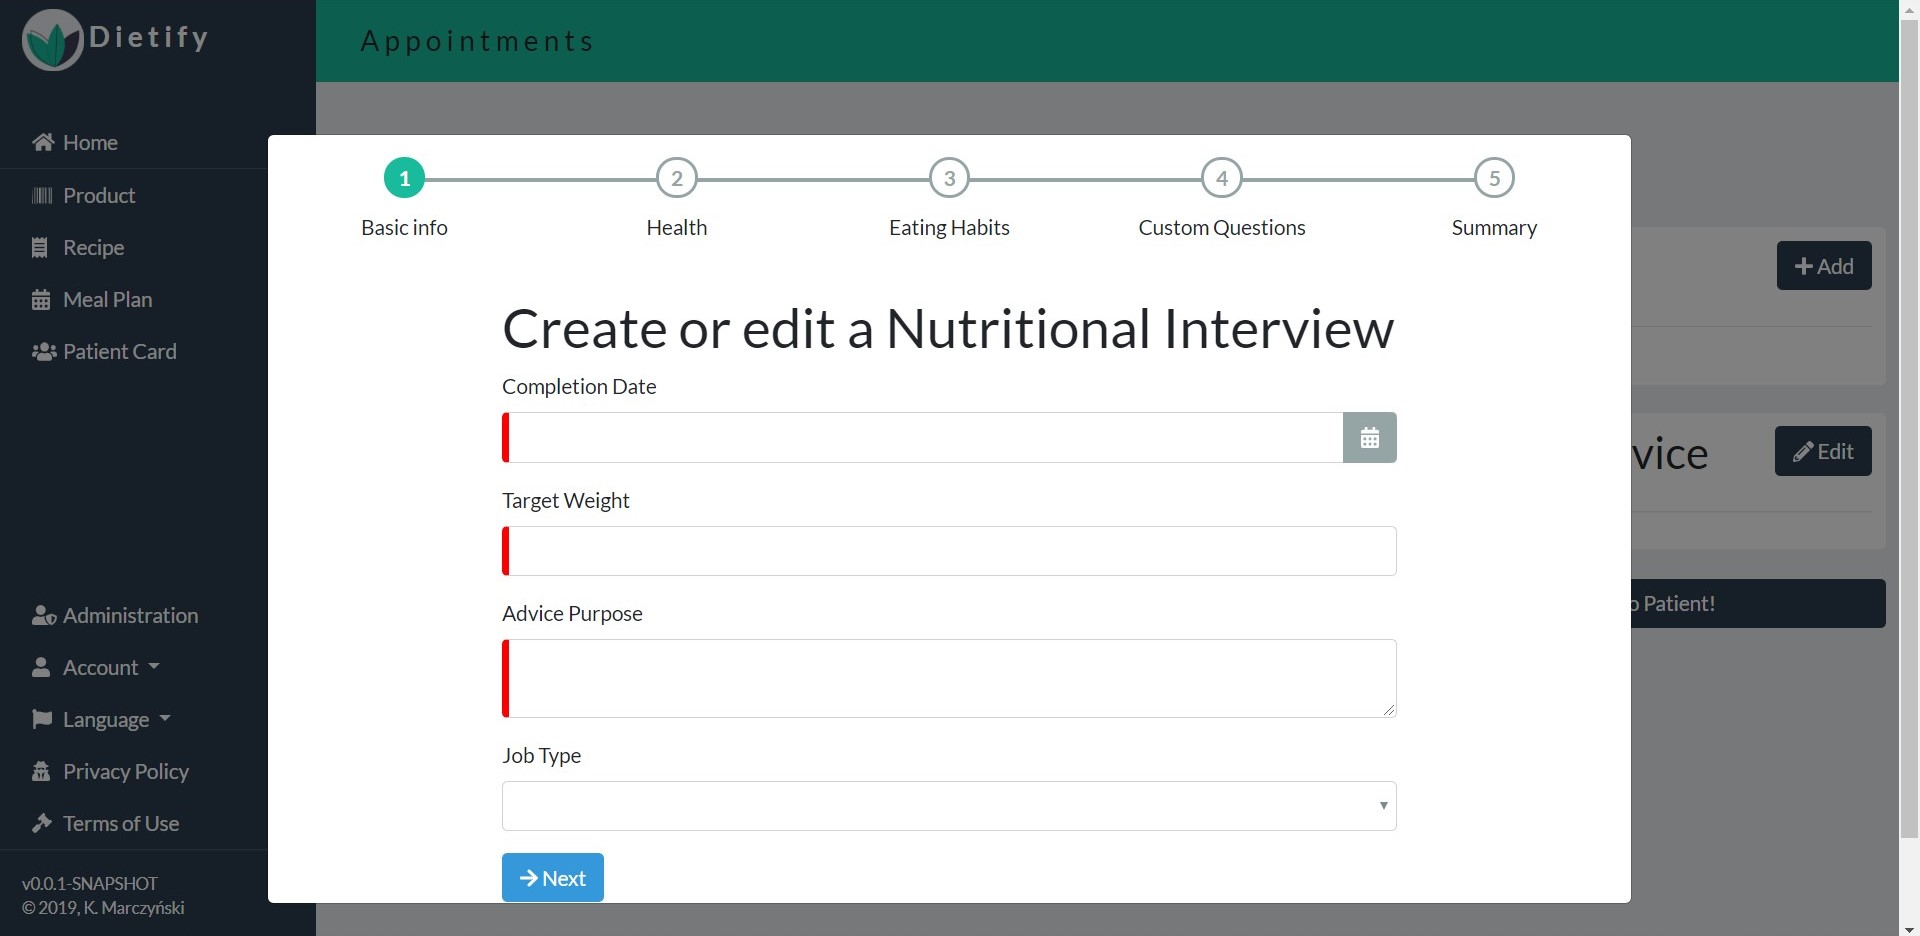 Dietify
Appointments
Home
Product
Recipe
Meal Plan
Patient Card
Administration
Account
Language
Privacy Policy
Terms of Use
v0.0.1-SNAPSHOT
© 2019, K. Marczyński
1
2
3
4
5
Basic info
Health
Eating Habits
Custom Questions
Summary
Create or edit a Nutritional Interview
Completion Date
Target Weight
Advice Purpose
Job Type
Next
Add
vice
Edit
o Patient!